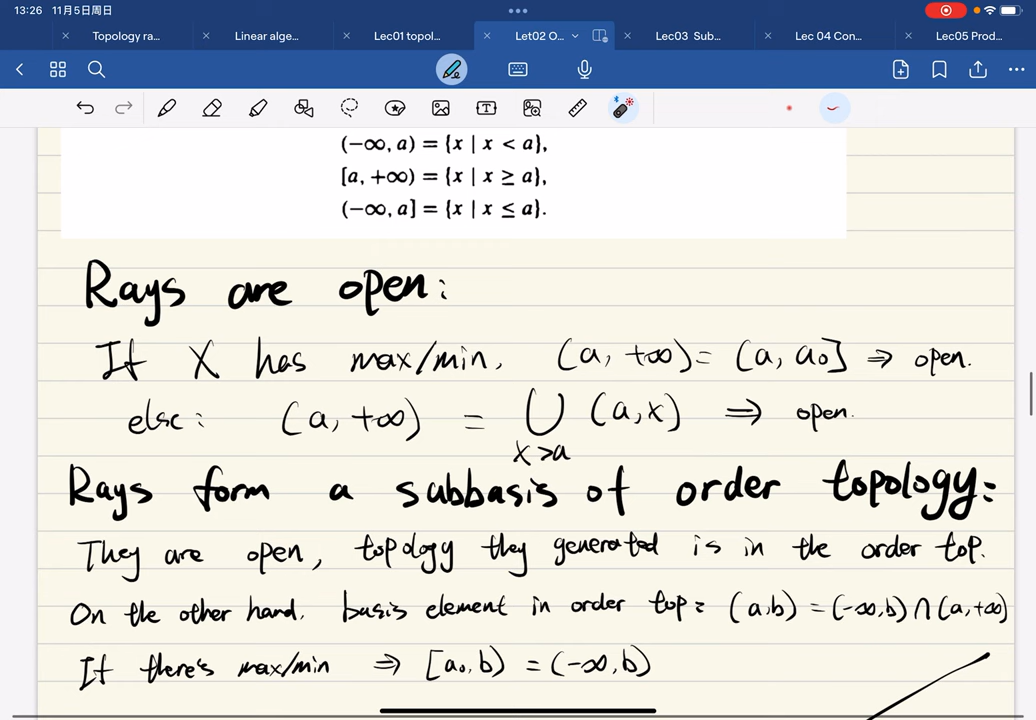 13:26 11月5日周日
Topology ra... Linear alge... Lec01 topol... Let02 O... Lec03 Sub... Lec 04 Con... Lec05 Prod...
(-∞, a) = {x | x < a},
[a, +∞) = {x | x ≥ a},
(-∞, a] = {x | x ≤ a}.
Rays are open:
If X has max/min, (a, +∞) = (a, a₀] ⇒ open.
else: (a, +∞) = ⋃ (a, x) ⇒ open.
x>a
Rays form a subbasis of order topology:
They are open, topology they generated is in the order top.
On the other hand, basis element in order top: (a,b) = (-∞,b) ∩ (a,+∞)
If there's max/min ⇒ [a₀, b) = (-∞, b)